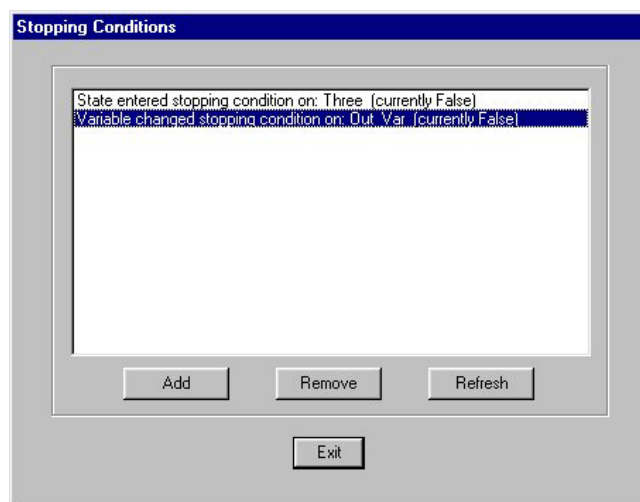 Stopping Conditions
State entered stopping condition on: Three (currently False)
Variable changed stopping condition on: Out_Var (currently False)
Add Remove Refresh
Exit